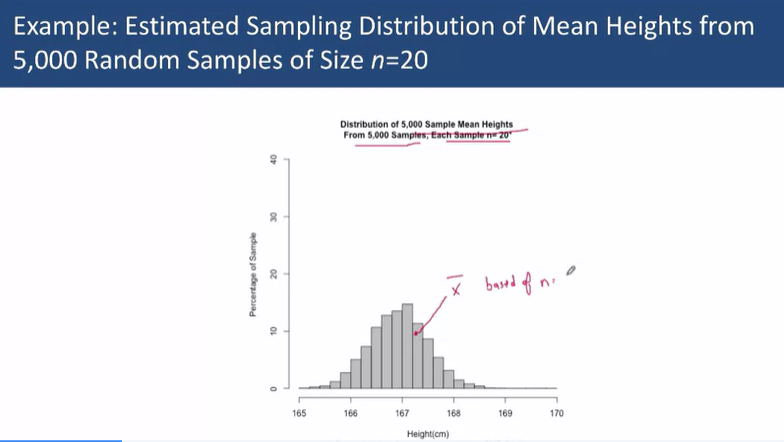 Example: Estimated Sampling Distribution of Mean Heights from
5,000 Random Samples of Size n=20
Distribution of 5,000 Sample Mean Heights
From 5,000 Samples, Each Sample n= 20"
40
30
20
10
0
Percentage of Sample
x̄ based of n=
165 166 167 168 169 170
Height(cm)